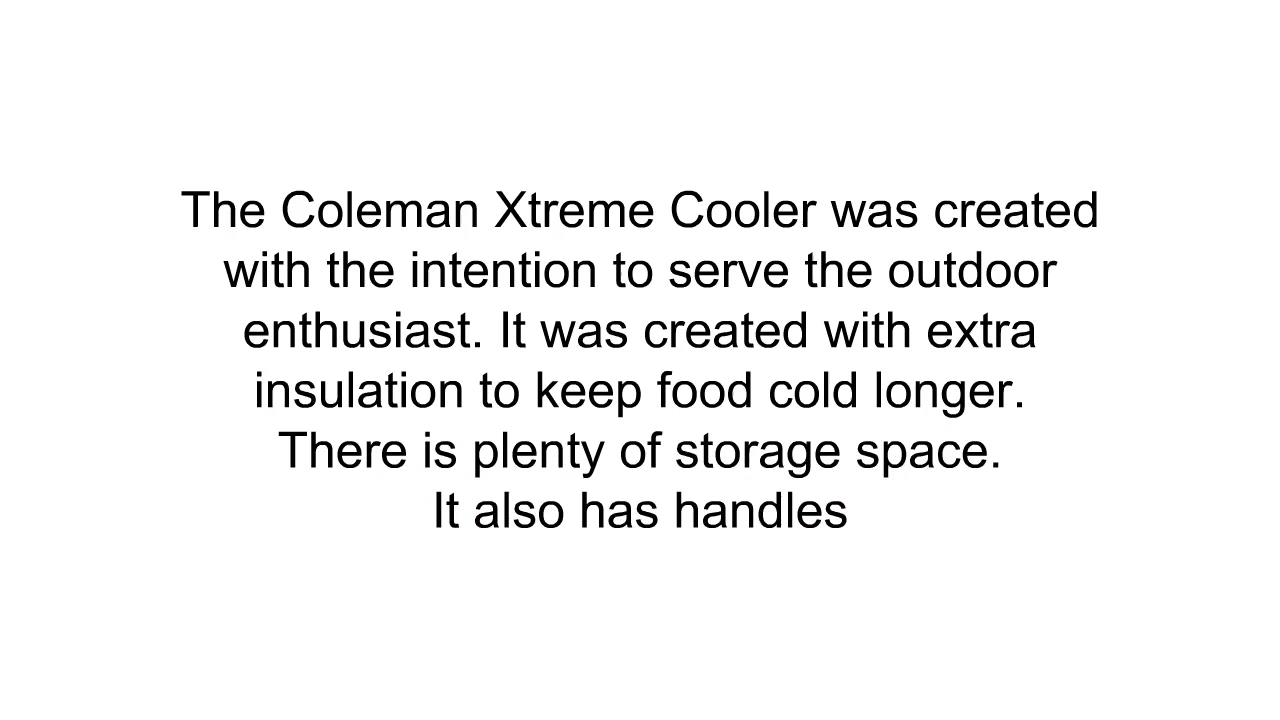 The Coleman Xtreme Cooler was created
with the intention to serve the outdoor
enthusiast. It was created with extra
insulation to keep food cold longer.
There is plenty of storage space.
It also has handles